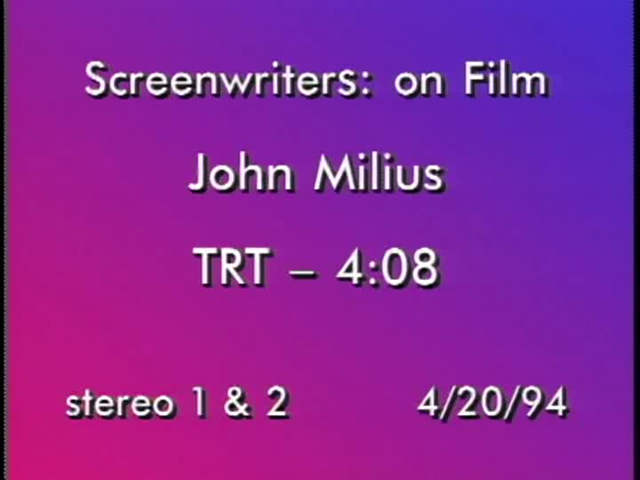 Screenwriters: on Film
John Milius
TRT – 4:08
stereo 1 & 2 4/20/94